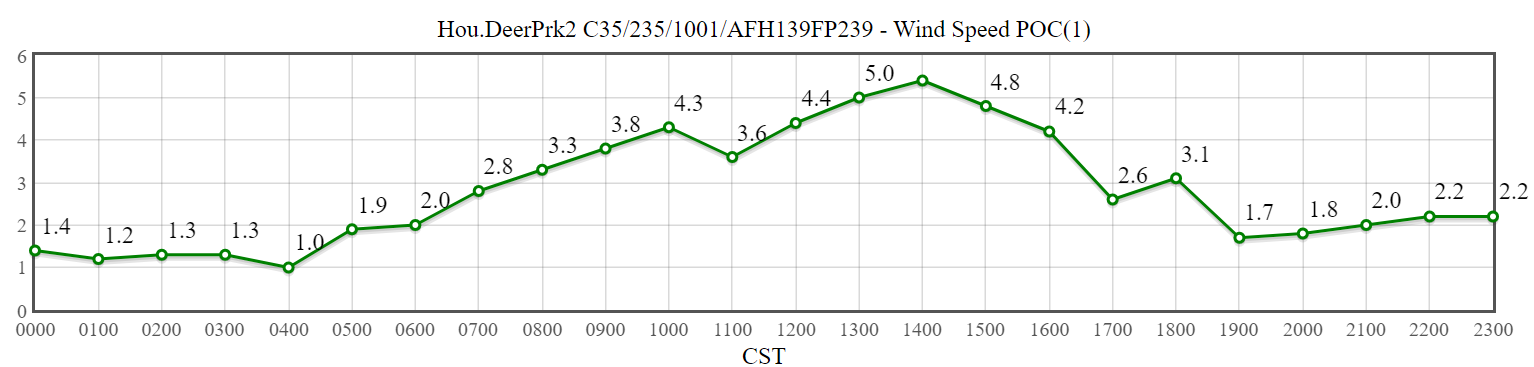 Hou.DeerPrk2 C35/235/1001/AFH139FP239 - Wind Speed POC(1)
6
5
4
3
2
1
0
1.4 1.2 1.3 1.3 1.0 1.9 2.0 2.8 3.3 3.8 4.3 3.6 4.4 5.0 4.8 4.2 2.6 3.1 1.7 1.8 2.0 2.2 2.2
0000 0100 0200 0300 0400 0500 0600 0700 0800 0900 1000 1100 1200 1300 1400 1500 1600 1700 1800 1900 2000 2100 2200 2300
CST